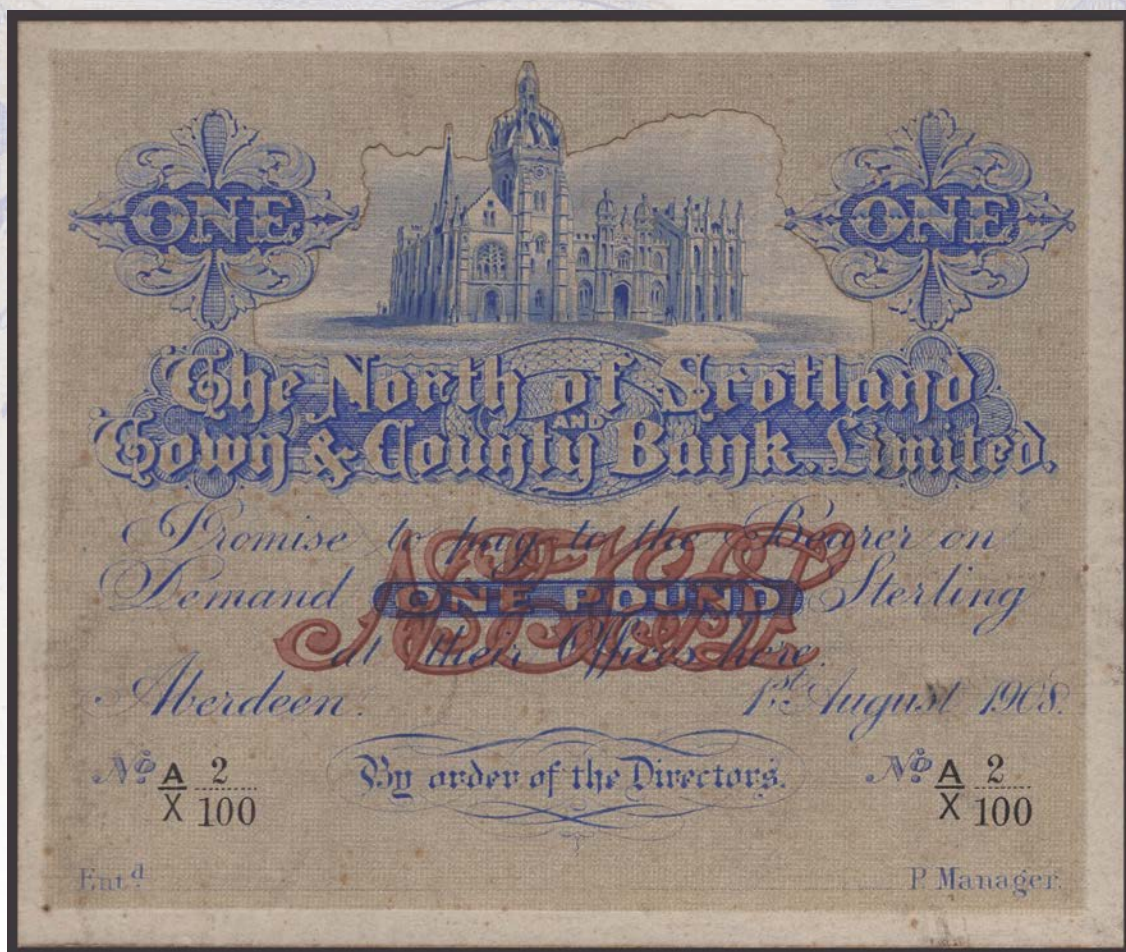 ONE ONE
The North of Scotland
AND
Town & County Bank. Limited.
Promise to pay to the Bearer on
Demand ONE POUND Sterling
at their Offices here.
Aberdeen. 1st August 1908.
No A/X 2/100 By order of the Directors. No A/X 2/100
Entd P. Manager.